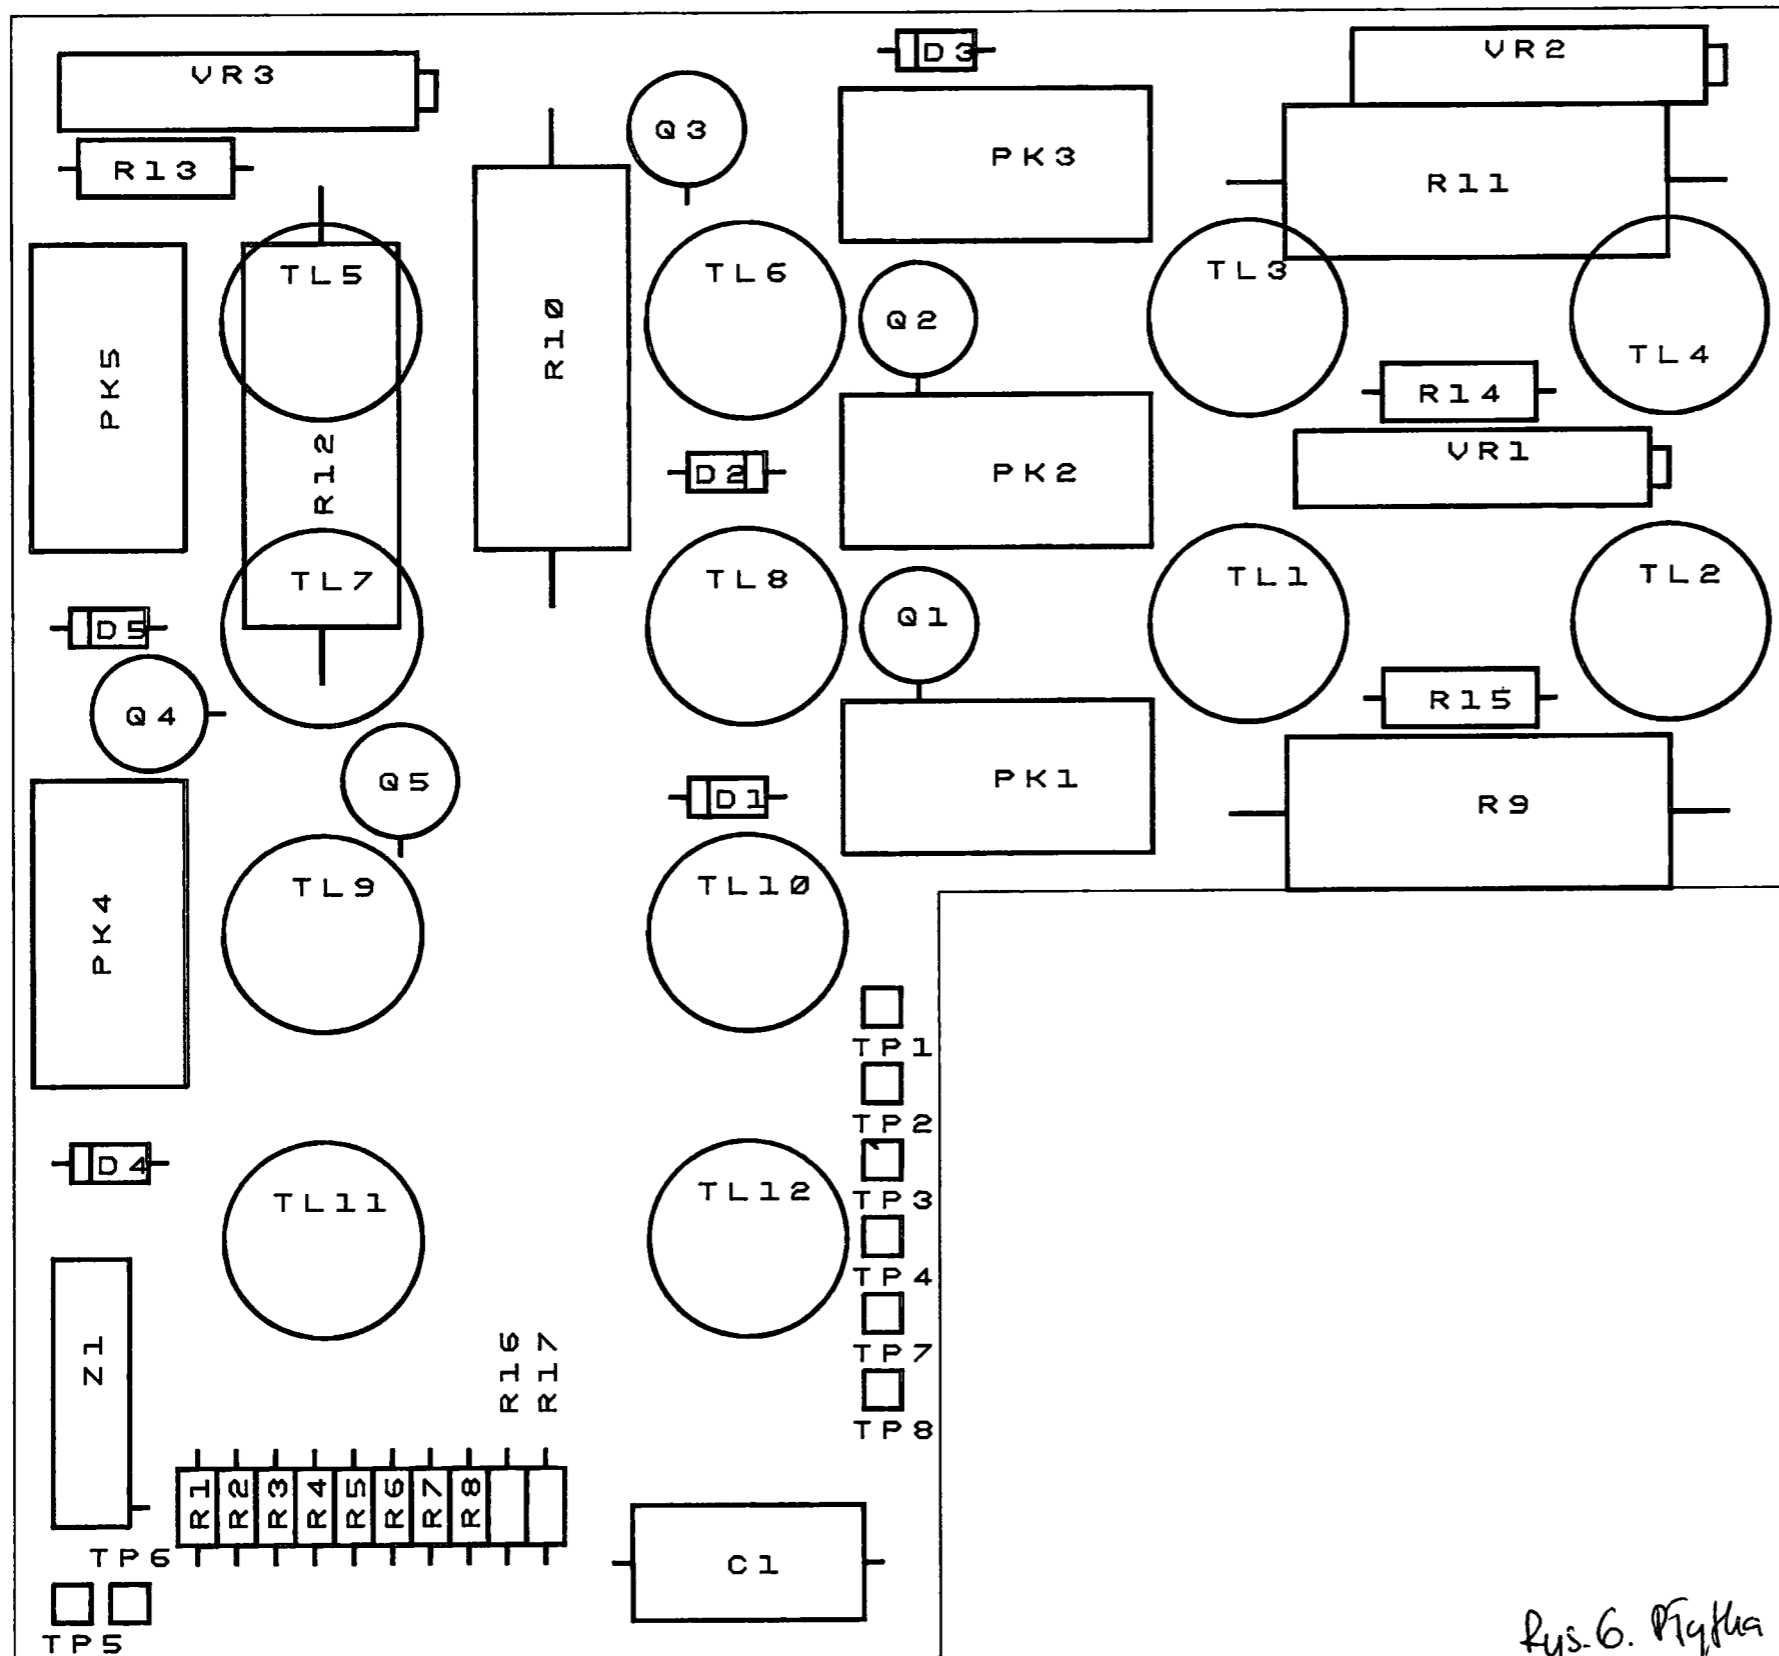 VR3
D3
VR2
Q3
PK3
R13
R11
TL5
TL6
TL3
R10
Q2
TL4
PK5
R14
VR1
R12
D2
PK2
TL7
TL8
TL1
TL2
D5
Q1
Q4
R15
Q5
PK1
D1
R9
TL9
TL10
PK4
TP1
TP2
D4
TL11
TL12
TP3
TP4
Z1
R16
R17
TP7
TP8
R1 R2 R3 R4 R5 R6 R7 R8
TP6
C1
TP5
Rys. 6. Płytka